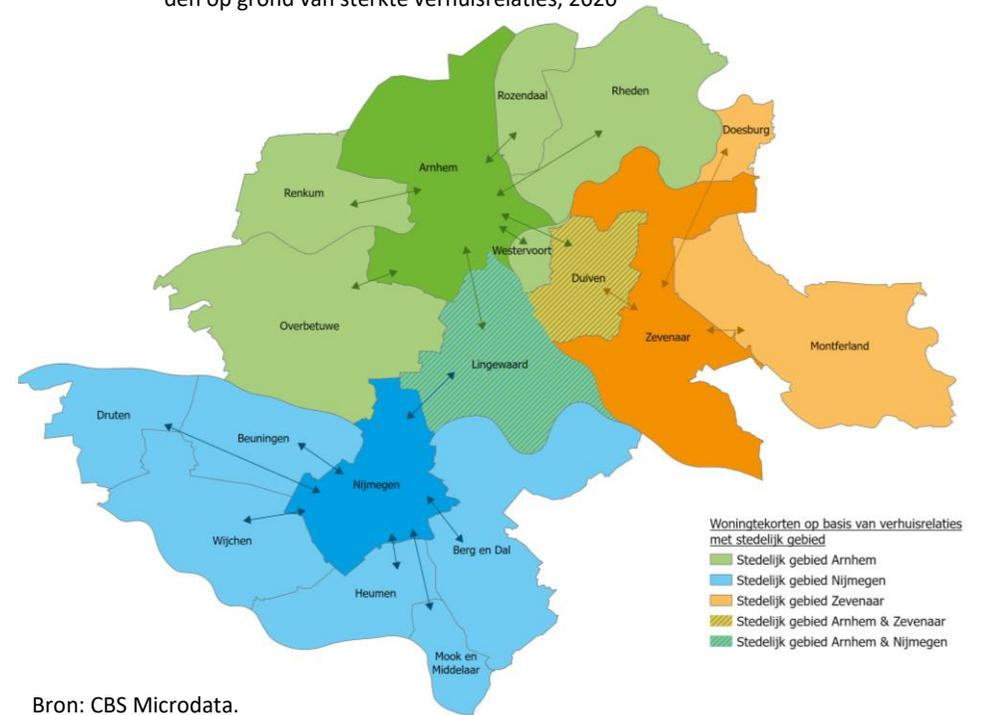 den op grond van sterkte verhuisrelaties, 2020
Rozendaal
Rheden
Doesburg
Arnhem
Renkum
Westervoort
Duiven
Overbetuwe
Zevenaar
Montferland
Lingewaard
Druten
Beuningen
Nijmegen
Wijchen
Berg en Dal
Heumen
Mook en
Middelaar
Woningtekorten op basis van verhuisrelaties
met stedelijk gebied
Stedelijk gebied Arnhem
Stedelijk gebied Nijmegen
Stedelijk gebied Zevenaar
Stedelijk gebied Arnhem & Zevenaar
Stedelijk gebied Arnhem & Nijmegen
Bron: CBS Microdata.